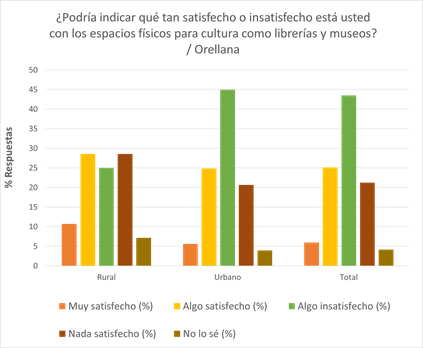 ¿Podría indicar qué tan satisfecho o insatisfecho está usted
con los espacios físicos para cultura como librerías y museos?
/ Orellana
% Respuestas
50
45
40
35
30
25
20
15
10
5
0
Rural Urbano Total
Muy satisfecho (%) Algo satisfecho (%) Algo insatisfecho (%)
Nada satisfecho (%) No lo sé (%)